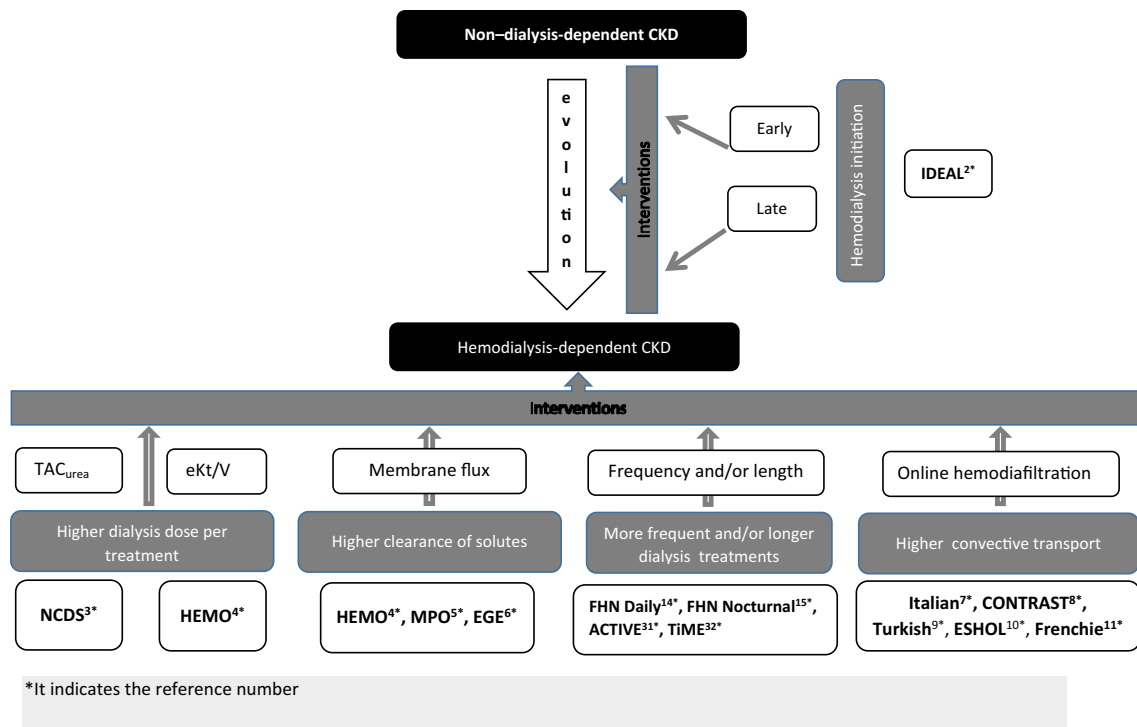 Non–dialysis-dependent CKD
evolution
Interventions
Early
Late
Hemodialysis initiation
IDEAL2*
Hemodialysis-dependent CKD
Interventions
TACurea
eKt/V
Membrane flux
Frequency and/or length
Online hemodiafiltration
Higher dialysis dose per
treatment
Higher clearance of solutes
More frequent and/or longer
dialysis treatments
Higher convective transport
NCDS3*
HEMO4*
HEMO4*, MPO5*, EGE6*
FHN Daily14*, FHN Nocturnal15*,
ACTIVE31*, TiME32*
Italian7*, CONTRAST8*,
Turkish9*, ESHOL10*, Frenchie11*
*It indicates the reference number